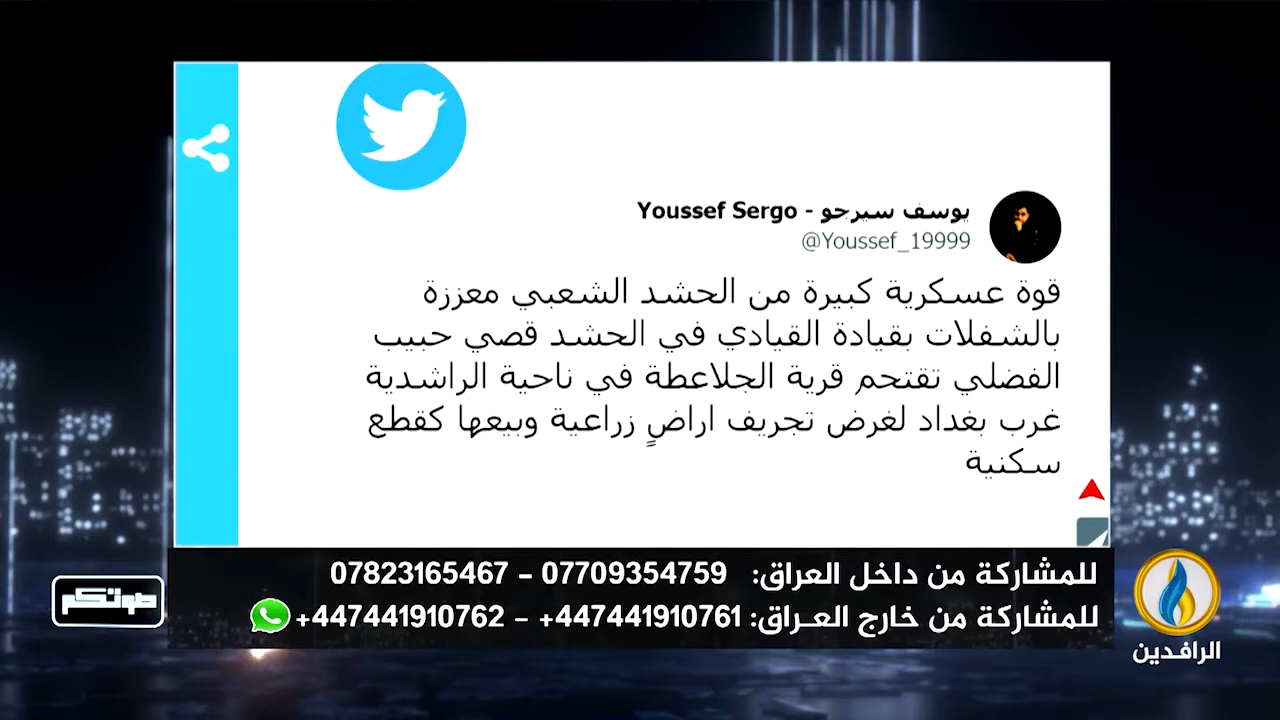 يوسف سيرجو - Youssef Sergo
@Youssef_19999
قوة عسكرية كبيرة من الحشد الشعبي معززة
بالشفلات بقيادة القيادي في الحشد قصي حبيب
الفضلي تقتحم قرية الجلاعطة في ناحية الراشدية
غرب بغداد لغرض تجريف اراضٍ زراعية وبيعها كقطع
سكنية
للمشاركة من داخل العراق: 07709354759 - 07823165467
للمشاركة من خارج العـراق: 447441910761+ - 447441910762+
صوتكم
الرافدين